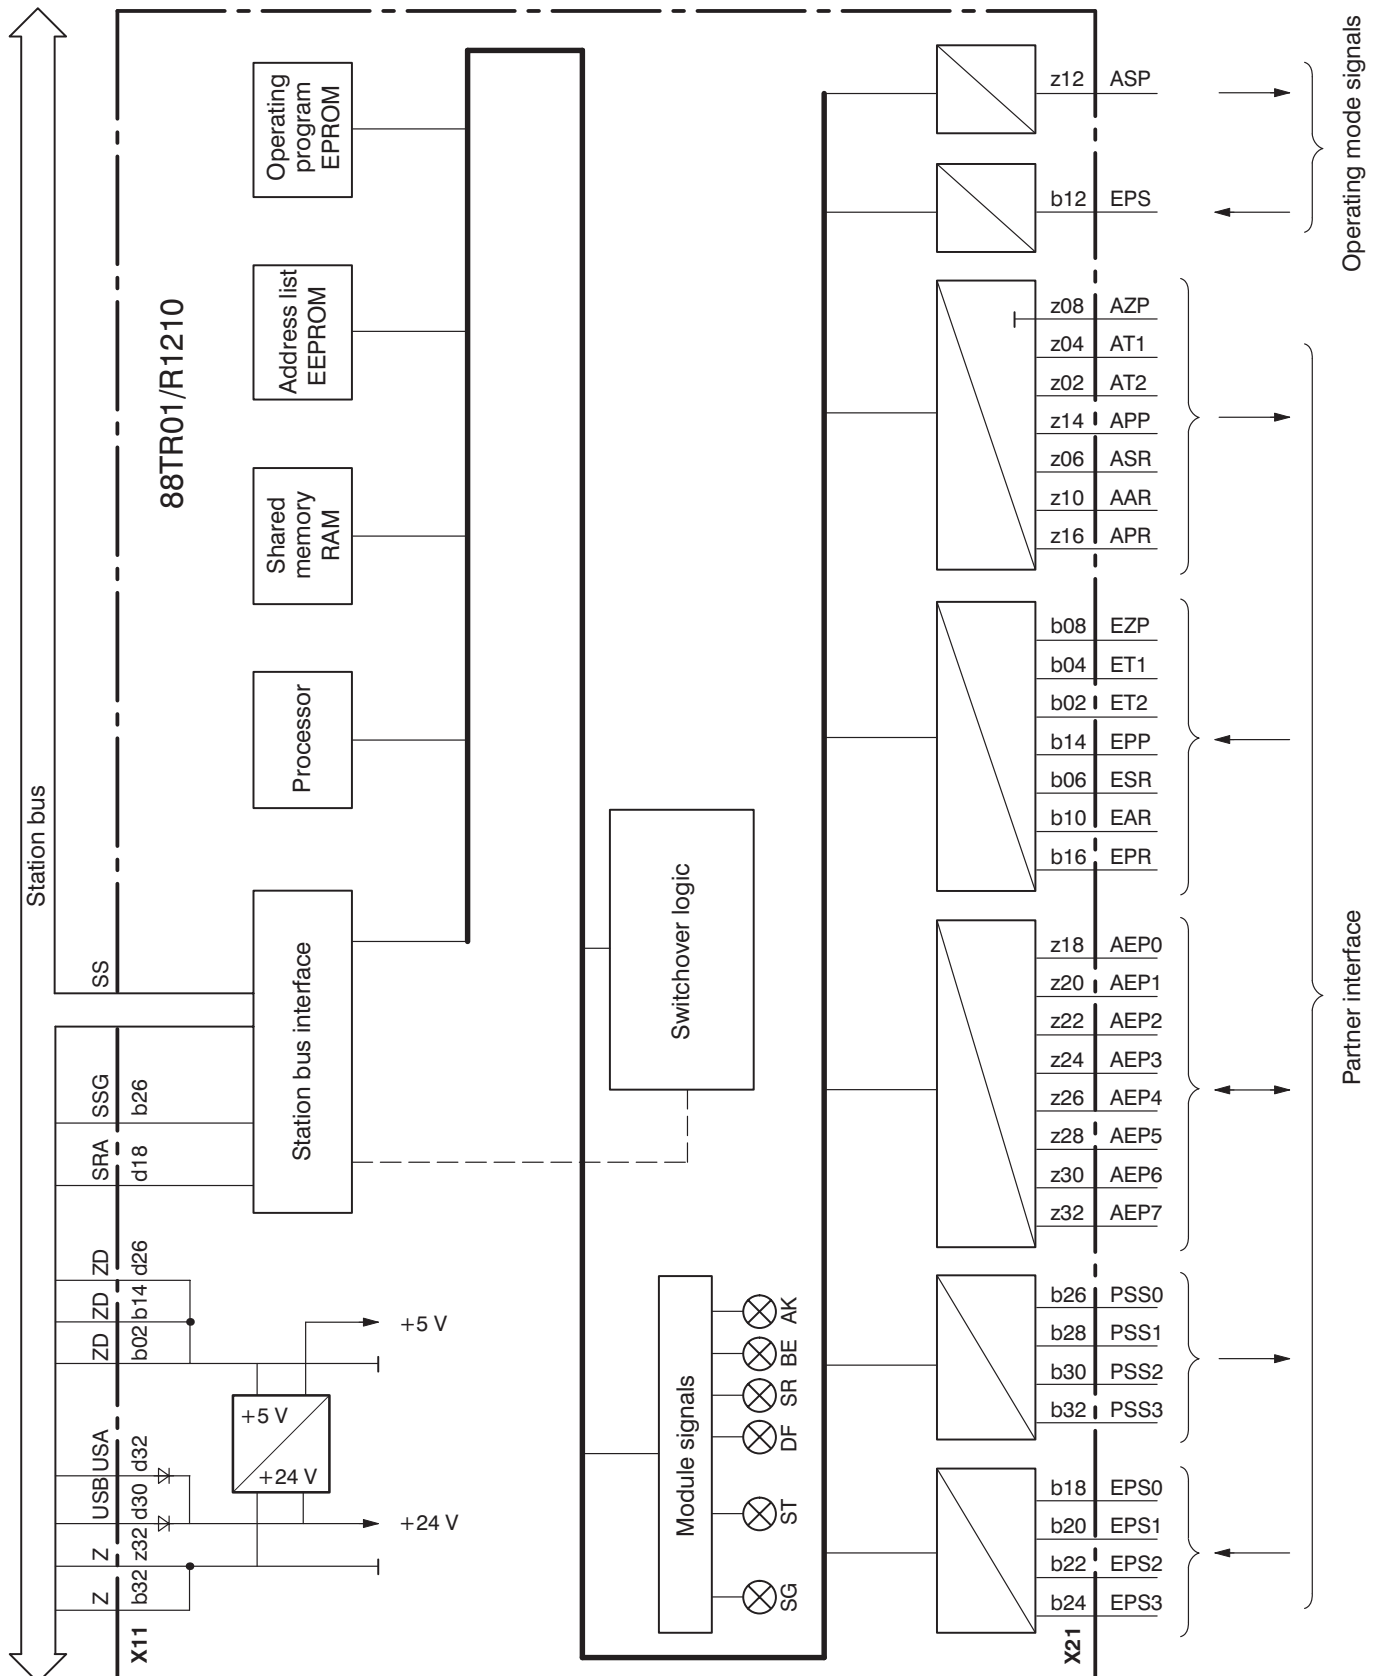 Station bus
SS
SSG
b26
SRA
d18
ZD
d26
ZD
b14
ZD
b02
USA
d32
USB
d30
Z
z32
Z
b32
X11
88TR01/R1210
Operating
program
EPROM
Address list
EEPROM
Shared
memory
RAM
Processor
Station bus interface
+5 V
+24 V
+5 V
+24 V
Switchover logic
Module signals
AK
BE
SR
DF
ST
SG
z12 ASP
b12 EPS
z08 AZP
z04 AT1
z02 AT2
z14 APP
z06 ASR
z10 AAR
z16 APR
b08 EZP
b04 ET1
b02 ET2
b14 EPP
b06 ESR
b10 EAR
b16 EPR
z18 AEP0
z20 AEP1
z22 AEP2
z24 AEP3
z26 AEP4
z28 AEP5
z30 AEP6
z32 AEP7
b26 PSS0
b28 PSS1
b30 PSS2
b32 PSS3
b18 EPS0
b20 EPS1
b22 EPS2
b24 EPS3
X21
Operating mode signals
Partner interface